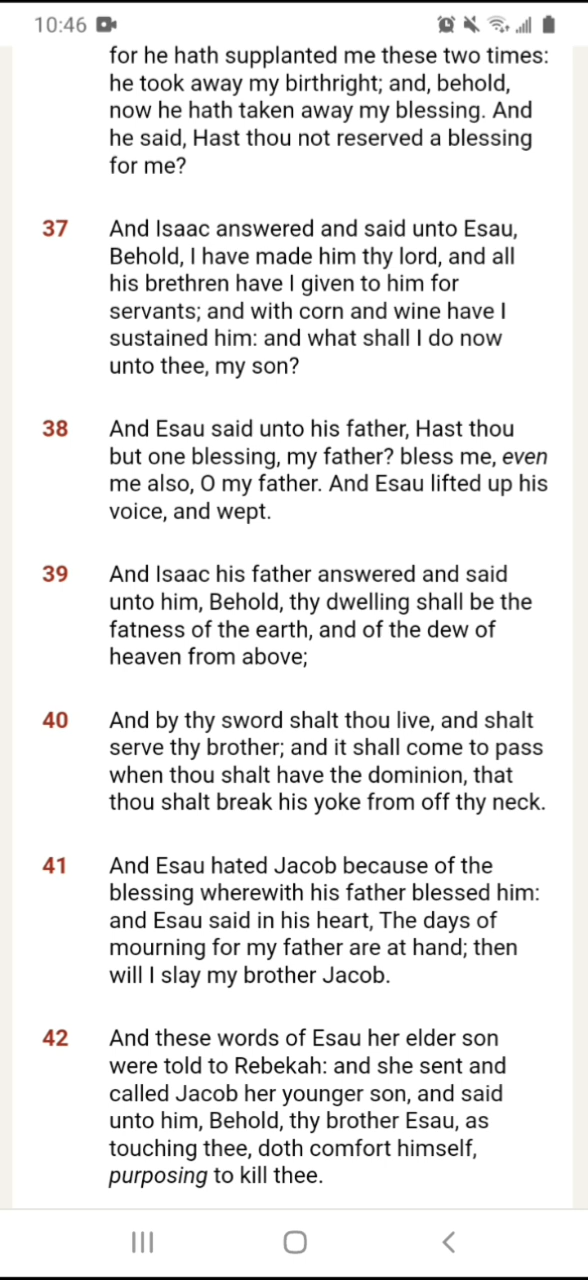 10:46
for he hath supplanted me these two times:
he took away my birthright; and, behold,
now he hath taken away my blessing. And
he said, Hast thou not reserved a blessing
for me?
37 And Isaac answered and said unto Esau,
Behold, I have made him thy lord, and all
his brethren have I given to him for
servants; and with corn and wine have I
sustained him: and what shall I do now
unto thee, my son?
38 And Esau said unto his father, Hast thou
but one blessing, my father? bless me, even
me also, O my father. And Esau lifted up his
voice, and wept.
39 And Isaac his father answered and said
unto him, Behold, thy dwelling shall be the
fatness of the earth, and of the dew of
heaven from above;
40 And by thy sword shalt thou live, and shalt
serve thy brother; and it shall come to pass
when thou shalt have the dominion, that
thou shalt break his yoke from off thy neck.
41 And Esau hated Jacob because of the
blessing wherewith his father blessed him:
and Esau said in his heart, The days of
mourning for my father are at hand; then
will I slay my brother Jacob.
42 And these words of Esau her elder son
were told to Rebekah: and she sent and
called Jacob her younger son, and said
unto him, Behold, thy brother Esau, as
touching thee, doth comfort himself,
purposing to kill thee.